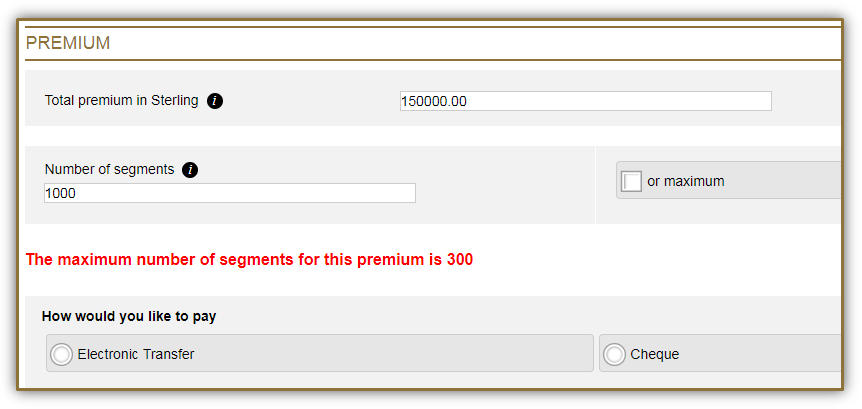 PREMIUM
Total premium in Sterling i 150000.00
Number of segments i
1000
or maximum
The maximum number of segments for this premium is 300
How would you like to pay
Electronic Transfer
Cheque